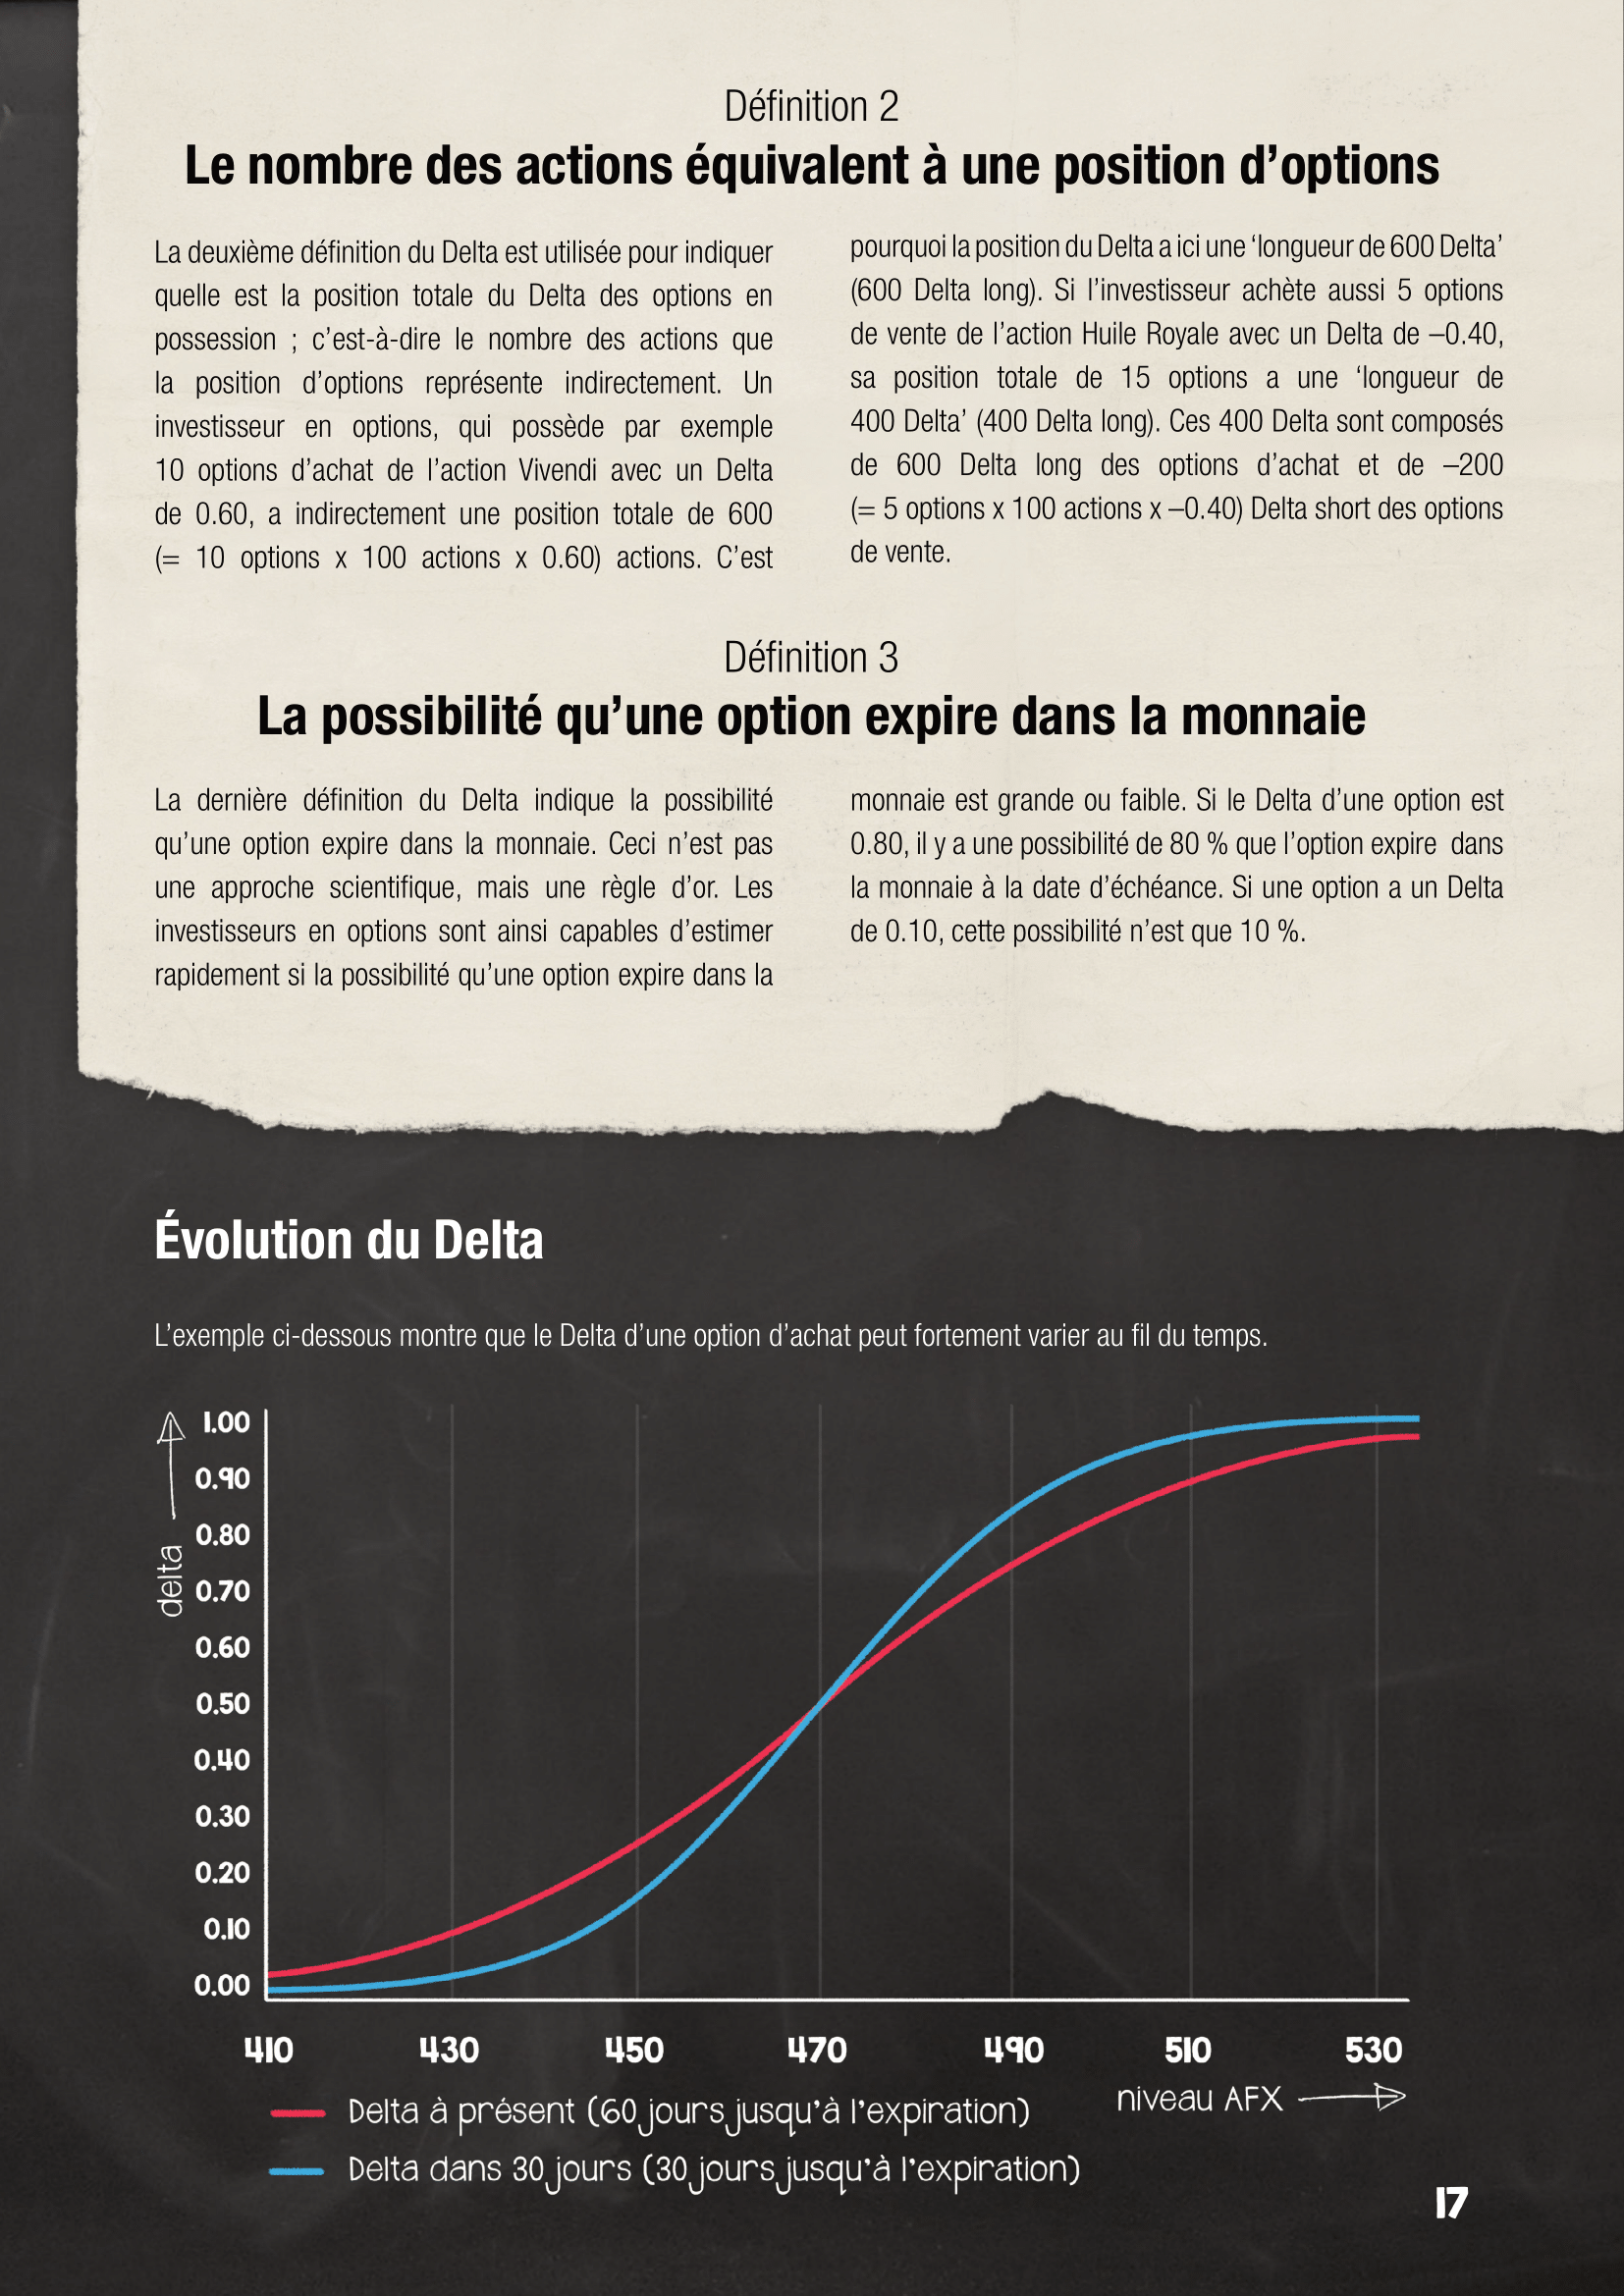 Définition 2
Le nombre des actions équivalent à une position d’options
La deuxième définition du Delta est utilisée pour indiquer
quelle est la position totale du Delta des options en
possession ; c’est-à-dire le nombre des actions que
la position d’options représente indirectement. Un
investisseur en options, qui possède par exemple
10 options d’achat de l’action Vivendi avec un Delta
de 0.60, a indirectement une position totale de 600
(= 10 options x 100 actions x 0.60) actions. C’est
pourquoi la position du Delta a ici une ‘longueur de 600 Delta’
(600 Delta long). Si l’investisseur achète aussi 5 options
de vente de l’action Huile Royale avec un Delta de –0.40,
sa position totale de 15 options a une ‘longueur de
400 Delta’ (400 Delta long). Ces 400 Delta sont composés
de 600 Delta long des options d’achat et de –200
(= 5 options x 100 actions x –0.40) Delta short des options
de vente.
Définition 3
La possibilité qu’une option expire dans la monnaie
La dernière définition du Delta indique la possibilité
qu’une option expire dans la monnaie. Ceci n’est pas
une approche scientifique, mais une règle d’or. Les
investisseurs en options sont ainsi capables d’estimer
rapidement si la possibilité qu’une option expire dans la
monnaie est grande ou faible. Si le Delta d’une option est
0.80, il y a une possibilité de 80 % que l’option expire dans
la monnaie à la date d’échéance. Si une option a un Delta
de 0.10, cette possibilité n’est que 10 %.
Évolution du Delta
L’exemple ci-dessous montre que le Delta d’une option d’achat peut fortement varier au fil du temps.
delta
1.00
0.90
0.80
0.70
0.60
0.50
0.40
0.30
0.20
0.10
0.00
410 430 450 470 490 510 530
niveau AFX
Delta à présent (60 jours jusqu’à l’expiration)
Delta dans 30 jours (30 jours jusqu’à l’expiration)
17